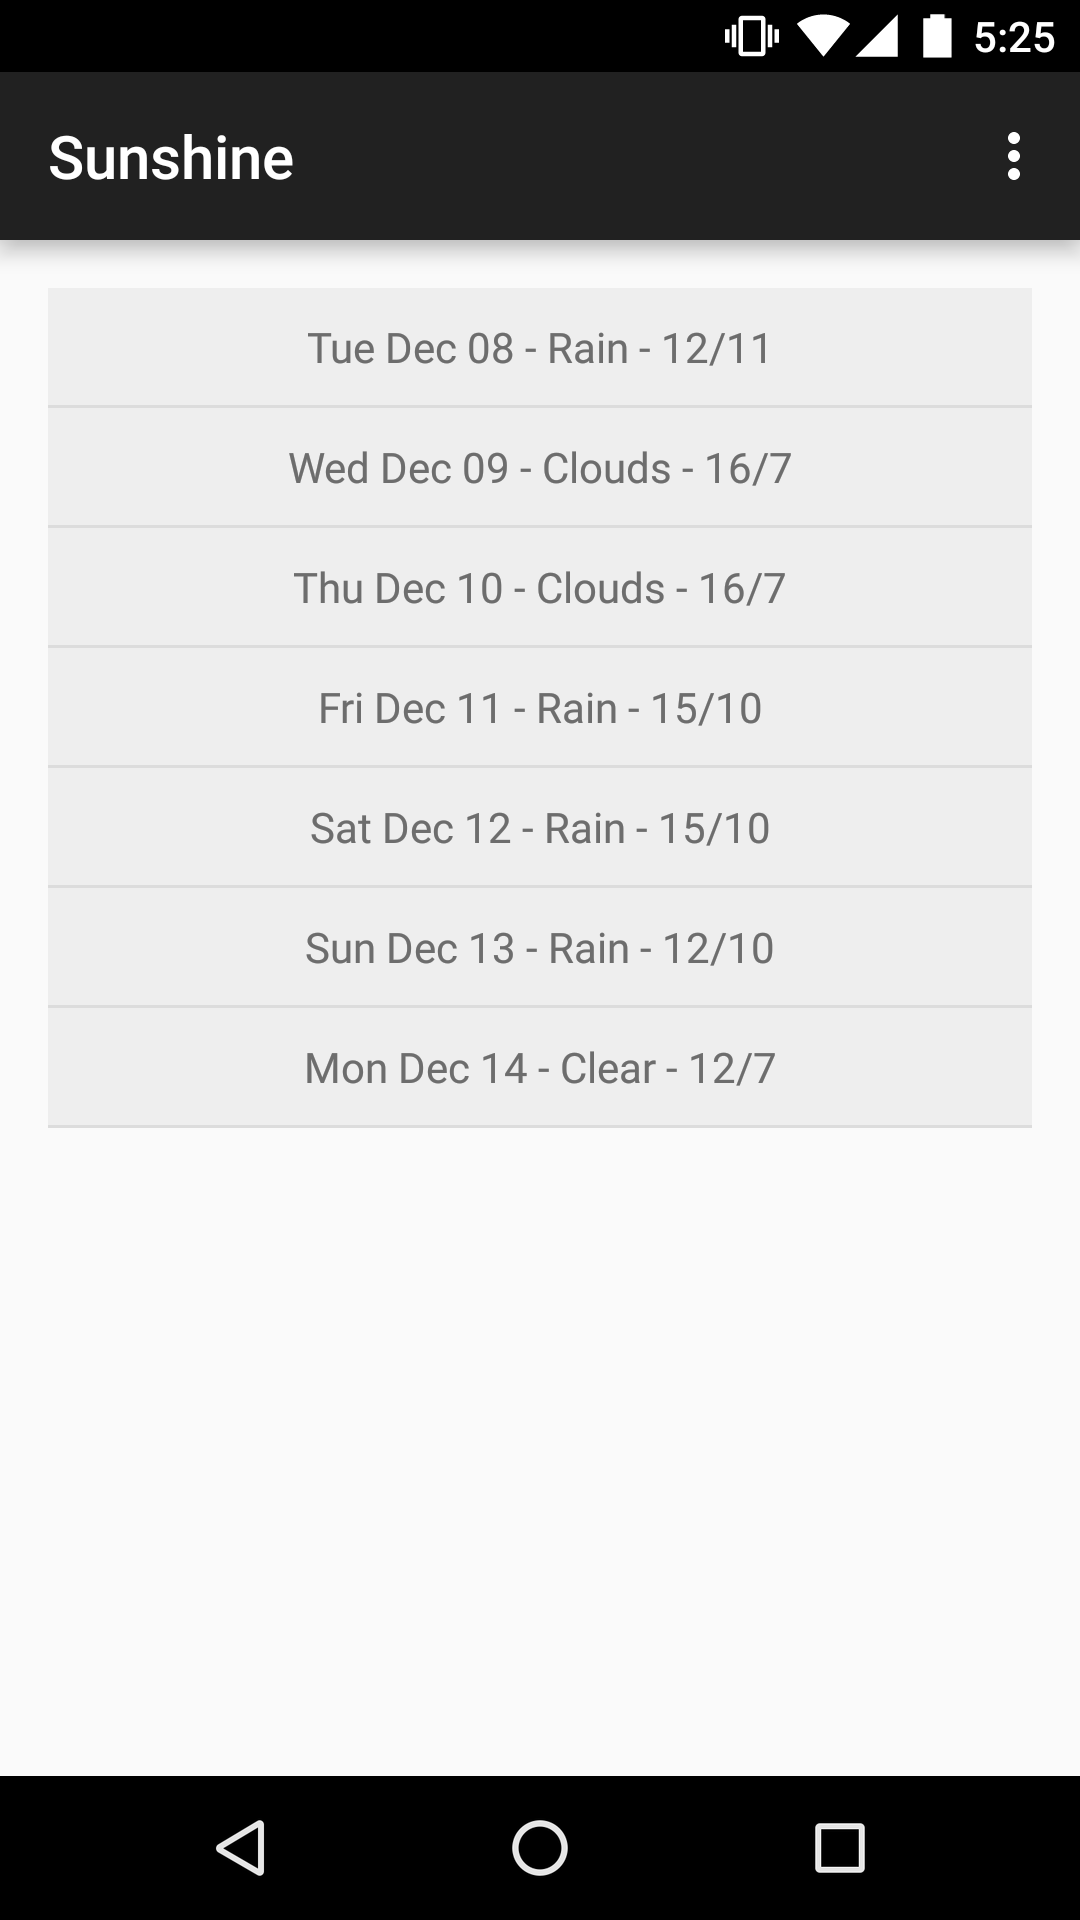 5:25
Sunshine
Tue Dec 08 - Rain - 12/11
Wed Dec 09 - Clouds - 16/7
Thu Dec 10 - Clouds - 16/7
Fri Dec 11 - Rain - 15/10
Sat Dec 12 - Rain - 15/10
Sun Dec 13 - Rain - 12/10
Mon Dec 14 - Clear - 12/7